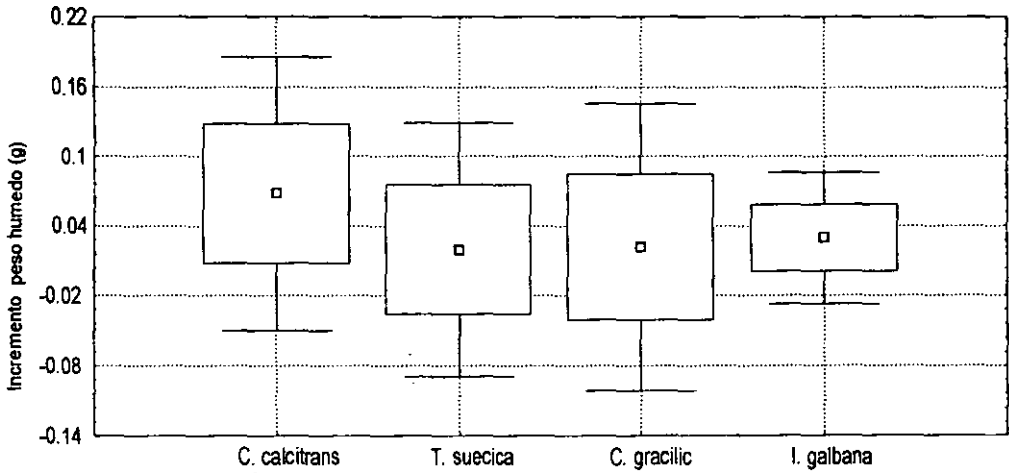 Incremento peso humedo (g)
0.22
0.16
0.1
0.04
-0.02
-0.08
-0.14
C. calcitrans
T. suecica
C. gracilic
I. galbana